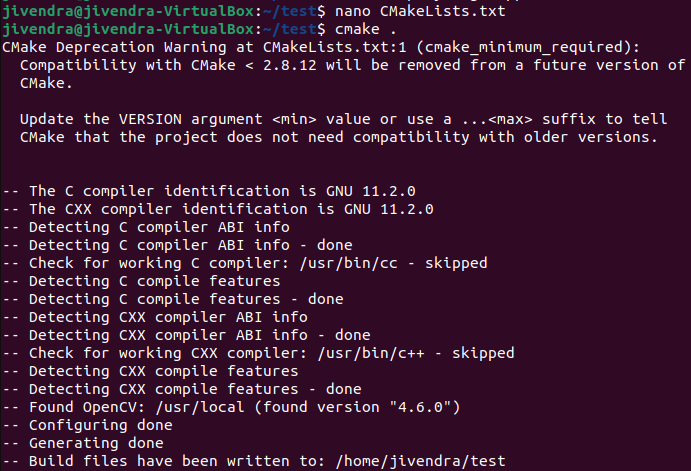 jivendra@jivendra-VirtualBox:~/test$ nano CMakeLists.txt
jivendra@jivendra-VirtualBox:~/test$ cmake .
CMake Deprecation Warning at CMakeLists.txt:1 (cmake_minimum_required):
  Compatibility with CMake < 2.8.12 will be removed from a future version of
  CMake.

  Update the VERSION argument <min> value or use a ...<max> suffix to tell
  CMake that the project does not need compatibility with older versions.

-- The C compiler identification is GNU 11.2.0
-- The CXX compiler identification is GNU 11.2.0
-- Detecting C compiler ABI info
-- Detecting C compiler ABI info - done
-- Check for working C compiler: /usr/bin/cc - skipped
-- Detecting C compile features
-- Detecting C compile features - done
-- Detecting CXX compiler ABI info
-- Detecting CXX compiler ABI info - done
-- Check for working CXX compiler: /usr/bin/c++ - skipped
-- Detecting CXX compile features
-- Detecting CXX compile features - done
-- Found OpenCV: /usr/local (found version "4.6.0")
-- Configuring done
-- Generating done
-- Build files have been written to: /home/jivendra/test